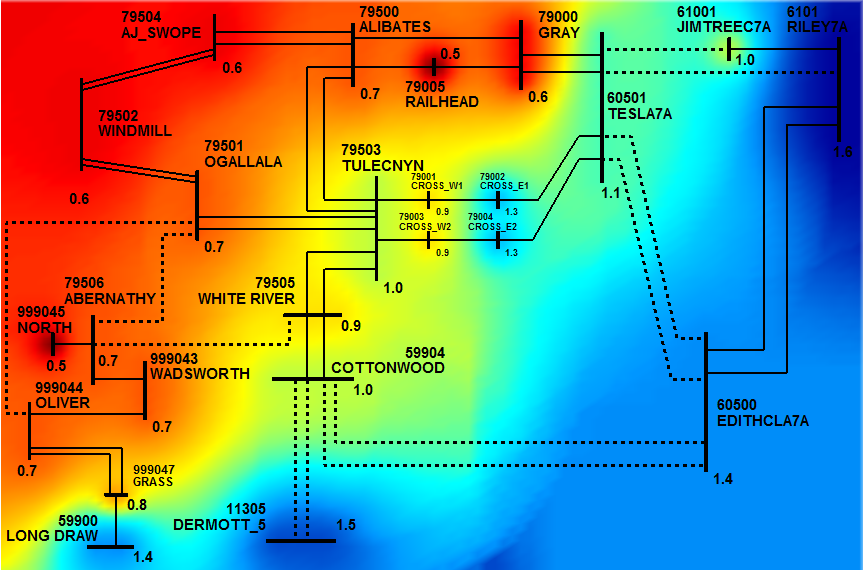 79504
AJ_SWOPE
0.6
79500
ALIBATES
0.7
0.5
79005
RAILHEAD
79000
GRAY
0.6
61001
JIMTREEC7A
1.0
6101
RILEY7A
1.6
60501
TESLA7A
1.1
79502
WINDMILL
0.6
79501
OGALLALA
0.7
79503
TULECNYN
1.0
79001
CROSS_W1
0.9
79002
CROSS_E1
1.3
79003
CROSS_W2
0.9
79004
CROSS_E2
1.3
79505
WHITE RIVER
0.9
79506
ABERNATHY
0.7
999045
NORTH
0.5
999043
WADSWORTH
0.7
999044
OLIVER
0.7
59904
COTTONWOOD
1.0
60500
EDITHCLA7A
1.4
999047
GRASS
0.8
59900
LONG DRAW
1.4
11305
DERMOTT_5
1.5